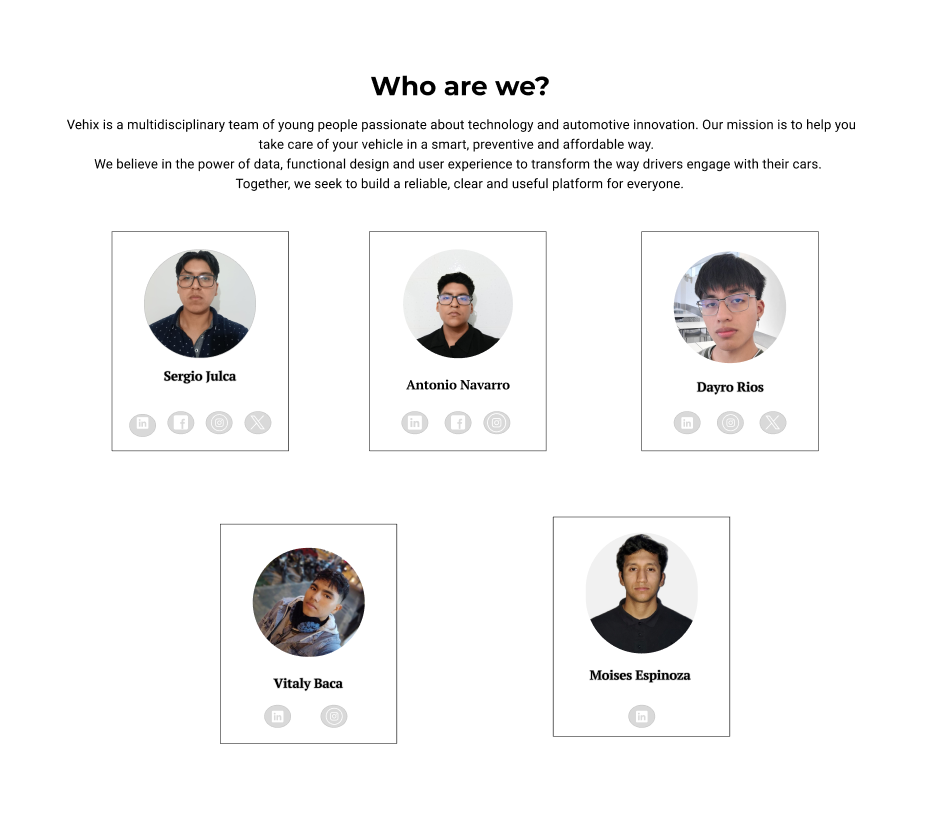 Who are we?
Vehix is a multidisciplinary team of young people passionate about technology and automotive innovation. Our mission is to help you
take care of your vehicle in a smart, preventive and affordable way.
We believe in the power of data, functional design and user experience to transform the way drivers engage with their cars.
Together, we seek to build a reliable, clear and useful platform for everyone.
Sergio Julca
Antonio Navarro
Dayro Rios
Vitaly Baca
Moises Espinoza